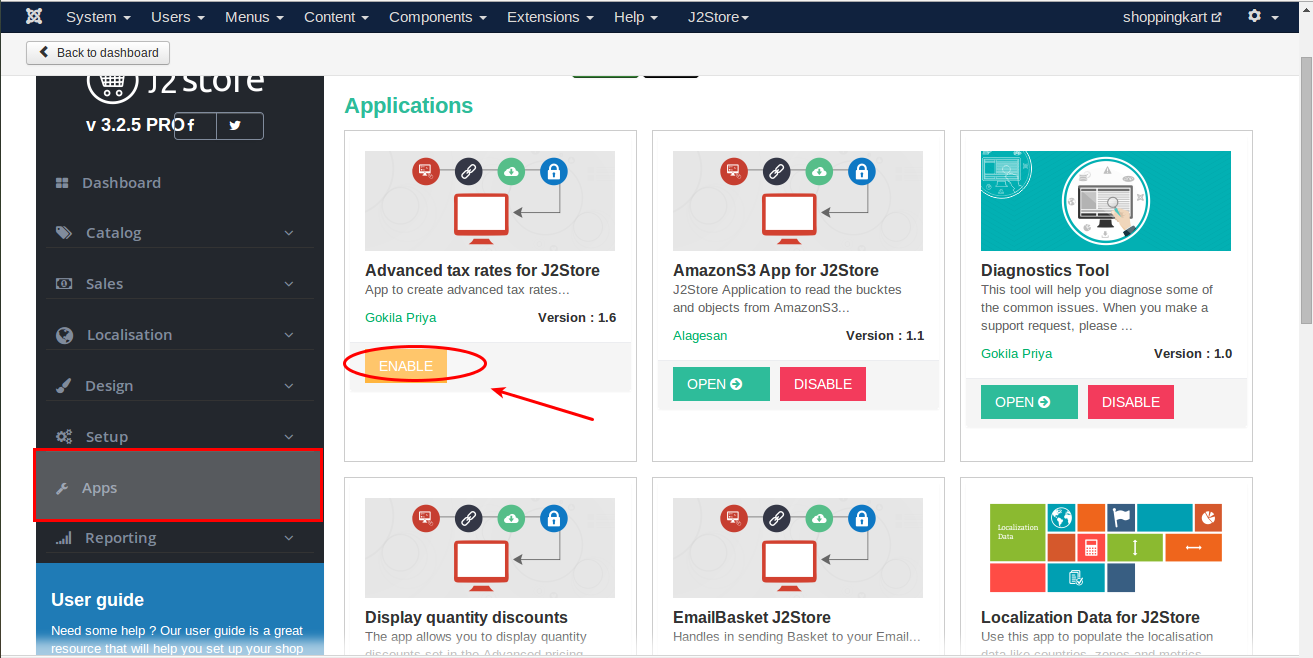 System Users Menus Content Components Extensions Help J2Store shoppingkart
Back to dashboard
J2Store
v 3.2.5 PRO
Dashboard
Catalog
Sales
Localisation
Design
Setup
Apps
Reporting
User guide
Need some help ? Our user guide is a great
resource that will help you set up your shop
Applications
Advanced tax rates for J2Store
App to create advanced tax rates...
Gokila Priya Version : 1.6
ENABLE
AmazonS3 App for J2Store
J2Store Application to read the bucktes
and objects from AmazonS3...
Alagesan Version : 1.1
OPEN DISABLE
Diagnostics Tool
This tool will help you diagnose some of
the common issues. When you make a
support request, please ...
Gokila Priya Version : 1.0
OPEN DISABLE
Display quantity discounts
The app allows you to display quantity
discounts set in the Advanced pricing
EmailBasket J2Store
Handles in sending Basket to your Email...
Localization
Data
Localization Data for J2Store
Use this app to populate the localisation
data like countries, zones and metrics